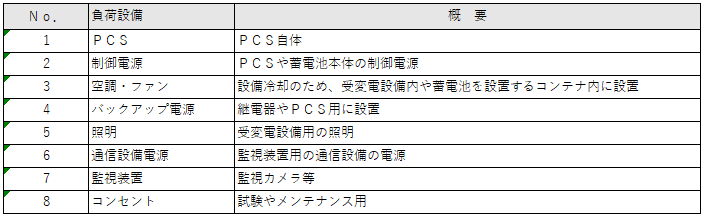 Ｎｏ． 負荷設備 概　要
1 ＰＣＳ ＰＣＳ自体
2 制御電源 ＰＣＳや蓄電池本体の制御電源
3 空調・ファン 設備冷却のため、受変電設備内や蓄電池を設置するコンテナ内に設置
4 バックアップ電源 継電器やＰＣＳ用に設置
5 照明 受変電設備用の照明
6 通信設備電源 監視装置用の通信設備の電源
7 監視装置 監視カメラ等
8 コンセント 試験やメンテナンス用